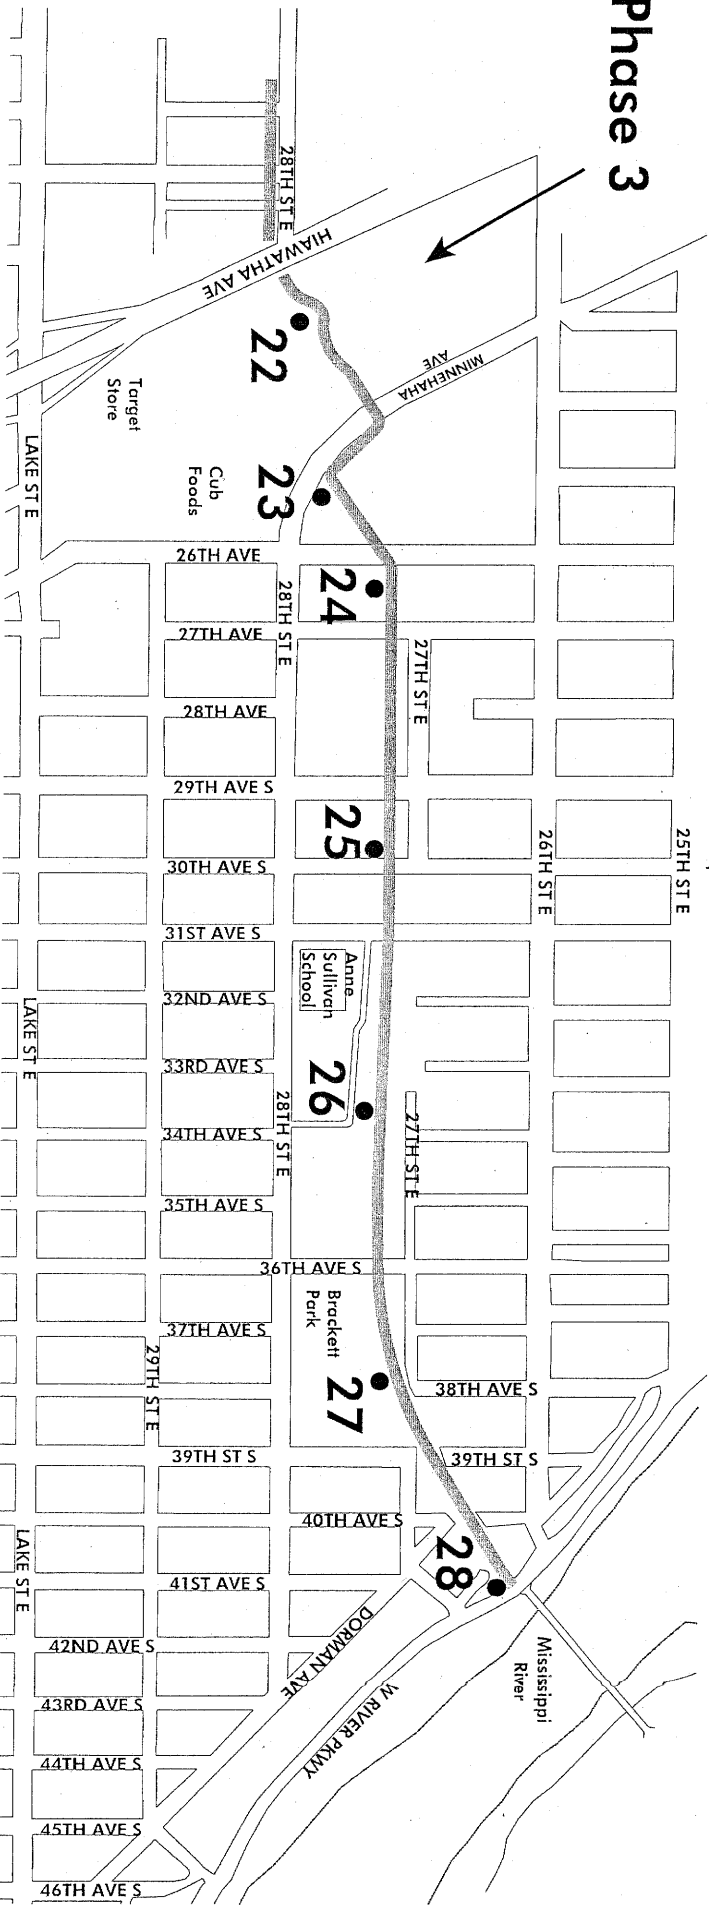 Phase 3
28TH ST E
HIAWATHA AVE
22
MINNEHAHA
AVE
Target
Store
LAKE ST E
Cub
Foods
23
26TH AVE
24
28TH ST E
27TH AVE
27TH ST E
28TH AVE
29TH AVE S
25
26TH ST E
25TH ST E
30TH AVE S
31ST AVE S
Anne
Sullivan
School
32ND AVE S
LAKE ST E
33RD AVE S
26
28TH ST E
27TH ST E
34TH AVE S
35TH AVE S
36TH AVE S
Brackett
Park
37TH AVE S
29TH ST E
27
38TH AVE S
39TH ST S
39TH ST S
40TH AVE S
LAKE ST E
28
41ST AVE S
DORMAN AVE
Mississippi
River
42ND AVE S
W RIVER PKWY
43RD AVE S
44TH AVE S
45TH AVE S
46TH AVE S